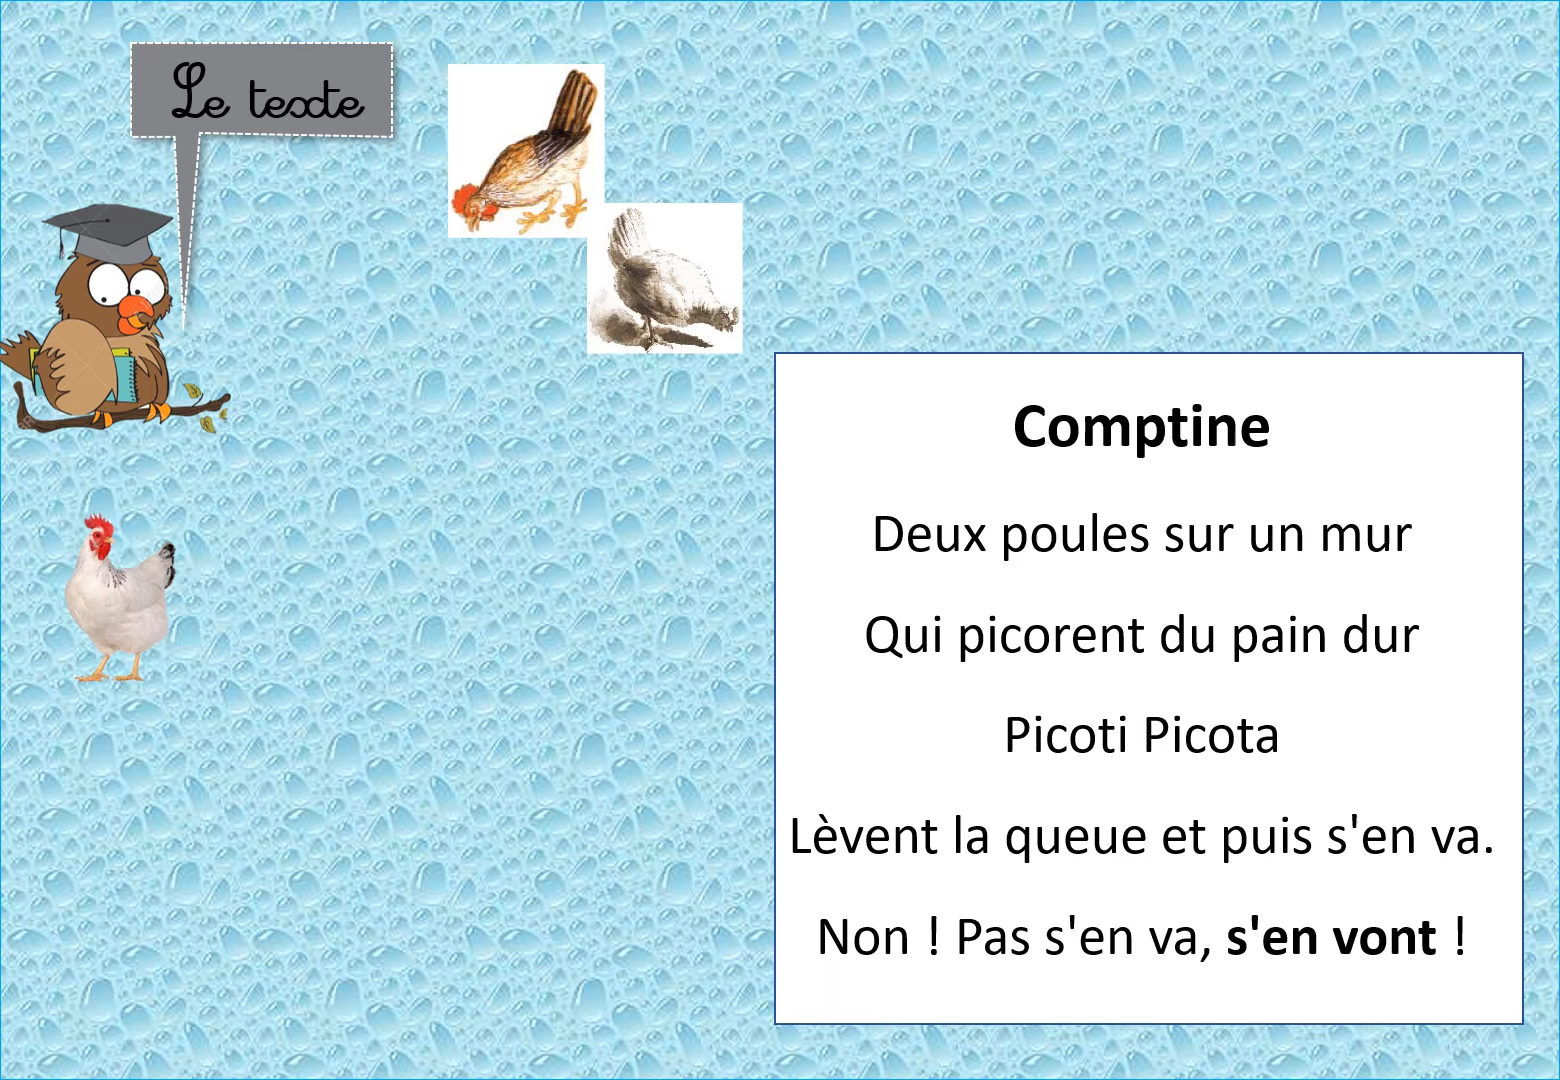 Le texte
Comptine
Deux poules sur un mur
Qui picorent du pain dur
Picoti Picota
Lèvent la queue et puis s'en va.
Non ! Pas s'en va, s'en vont !